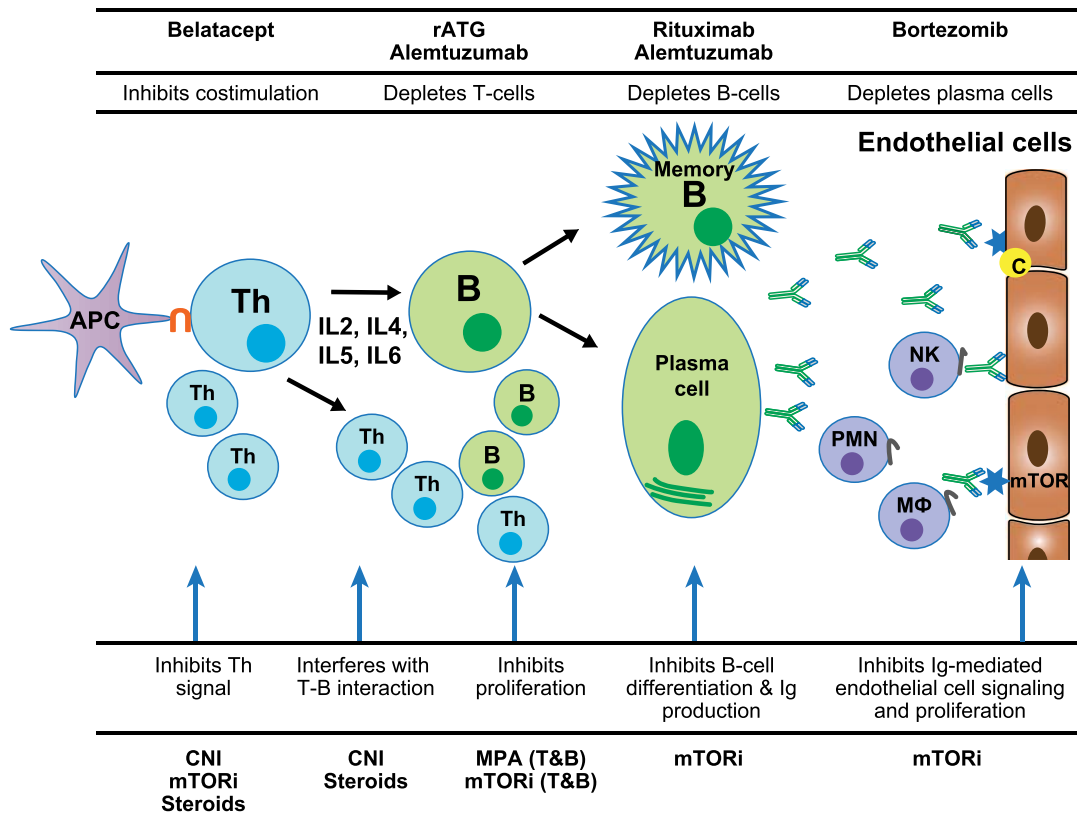 Belatacept
rATG
Alemtuzumab
Rituximab
Alemtuzumab
Bortezomib
Inhibits costimulation
Depletes T-cells
Depletes B-cells
Depletes plasma cells
Endothelial cells
Memory
B
C
APC
Th
B
IL2, IL4,
IL5, IL6
Plasma
cell
NK
Th
B
Th
Th
B
PMN
Th
mTOR
Th
MΦ
Inhibits Th
signal
Interferes with
T-B interaction
Inhibits
proliferation
Inhibits B-cell
differentiation & Ig
production
Inhibits Ig-mediated
endothelial cell signaling
and proliferation
CNI
mTORi
Steroids
CNI
Steroids
MPA (T&B)
mTORi (T&B)
mTORi
mTORi